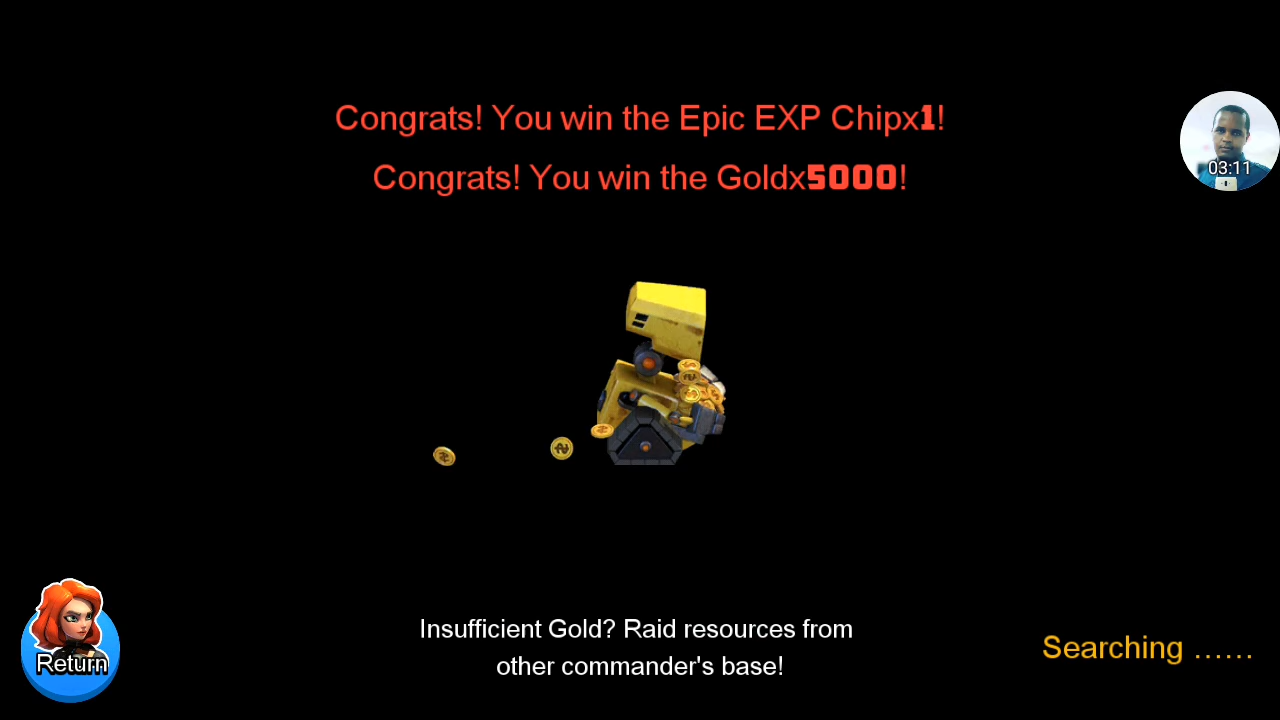 Congrats! You win the Epic EXP Chipx1!
Congrats! You win the Goldx5000!
03:11
Insufficient Gold? Raid resources from
other commander's base!
Return
Searching ......